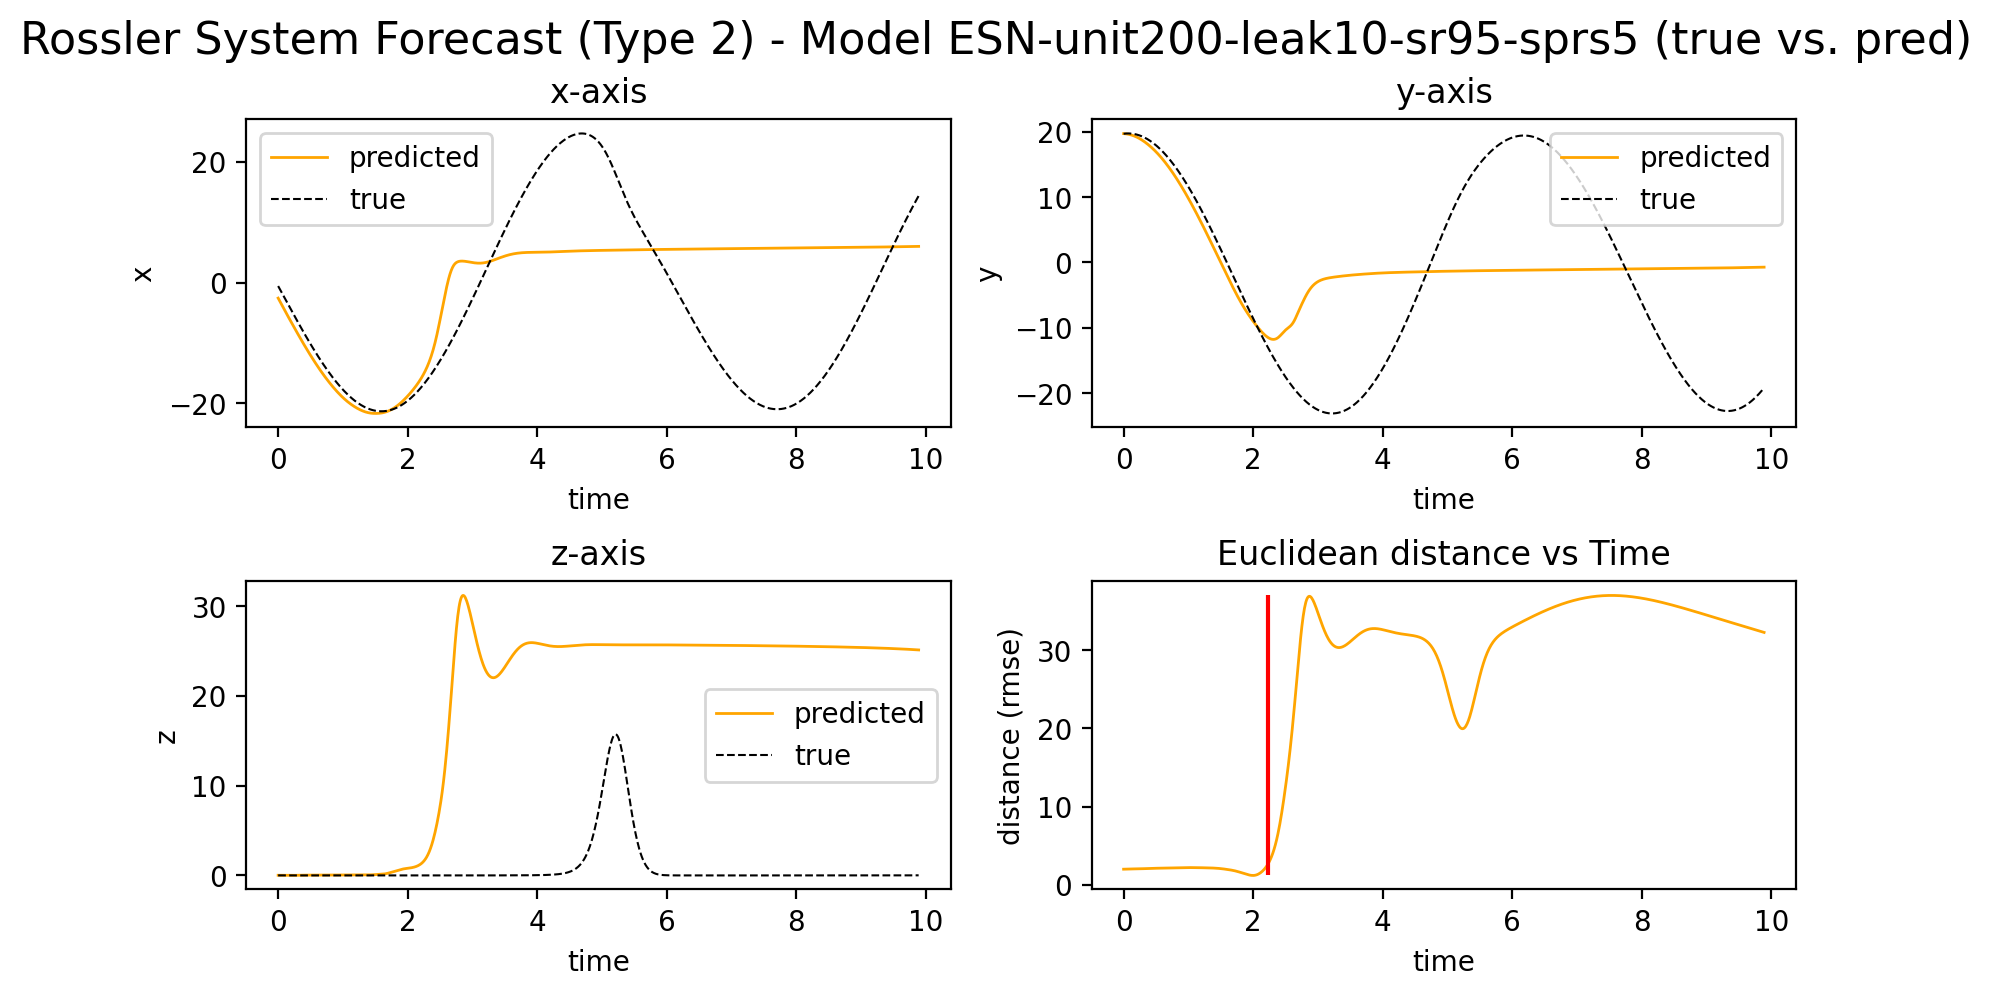 Rossler System Forecast (Type 2) - Model ESN-unit200-leak10-sr95-sprs5 (true vs. pred)
x-axis
20
0
−20
x
predicted
true
0 2 4 6 8 10
time
y-axis
20
10
0
−10
−20
y
predicted
true
0 2 4 6 8 10
time
z-axis
30
20
10
0
z
predicted
true
0 2 4 6 8 10
time
Euclidean distance vs Time
30
20
10
0
distance (rmse)
0 2 4 6 8 10
time